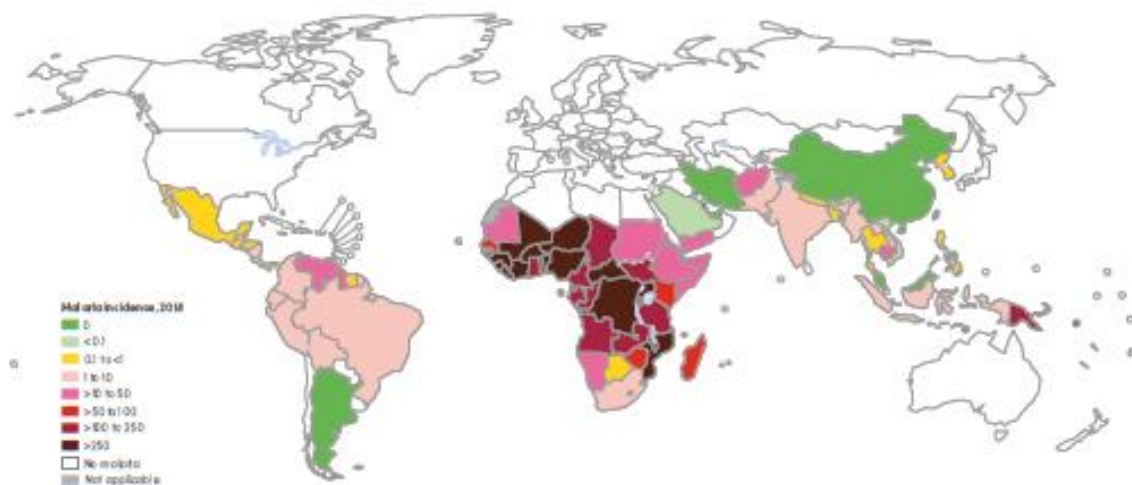 Malaria incidence, 2018
0
<0.1
0.1 to <1
1 to 10
>10 to 50
>50 to 100
>100 to 250
>250
No malaria
Not applicable